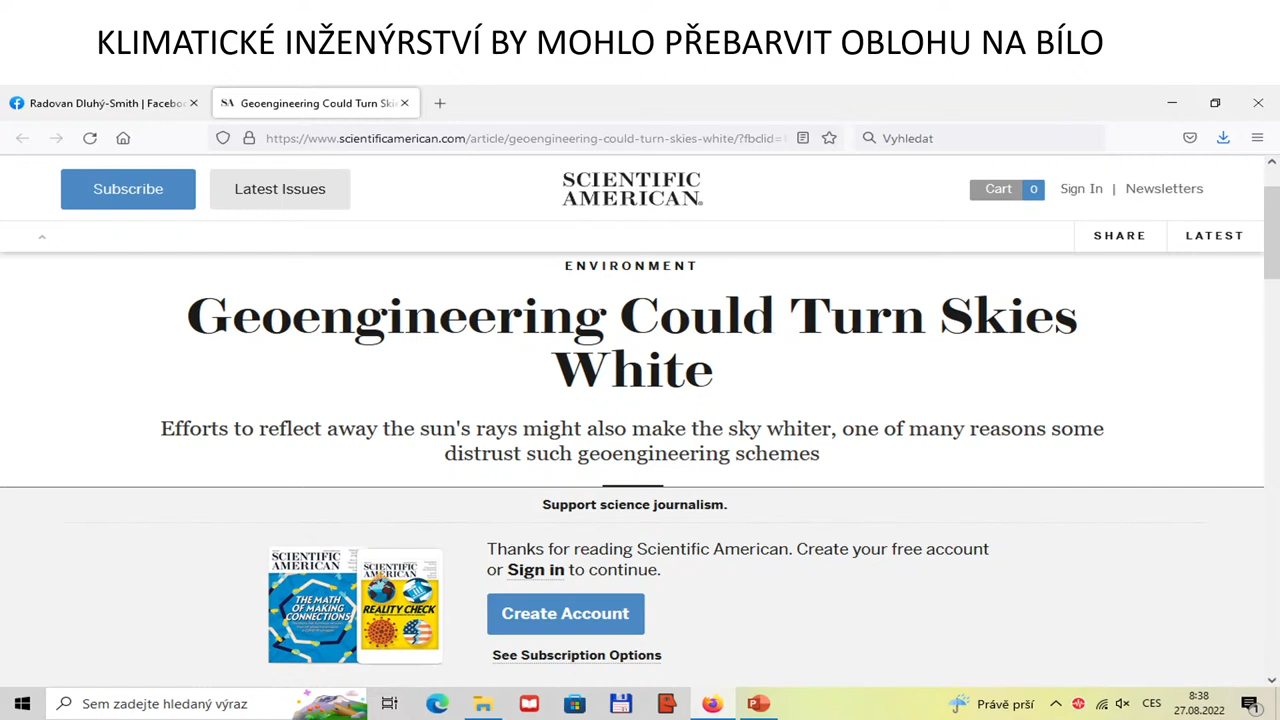 KLIMATICKÉ INŽENÝRSTVÍ BY MOHLO PŘEBARVIT OBLOHU NA BÍLO
Radovan Dluhý-Smith | Facebo
SA Geoengineering Could Turn Ski
https://www.scientificamerican.com/article/geoengineering-could-turn-skies-white/?fbclid=
Vyhledat
Subscribe
Latest Issues
SCIENTIFIC
AMERICAN®
Cart 0
Sign In | Newsletters
SHARE
LATEST
ENVIRONMENT
Geoengineering Could Turn Skies
White
Efforts to reflect away the sun's rays might also make the sky whiter, one of many reasons some
distrust such geoengineering schemes
Support science journalism.
SCIENTIFIC
AMERICAN
THE MATH
OF MAKING
CONNECTIONS
SCIENTIFIC
AMERICAN
REALITY CHECK
Thanks for reading Scientific American. Create your free account
or Sign in to continue.
Create Account
See Subscription Options
Sem zadejte hledaný výraz
Právě prší
CES
8:38
27.08.2022
1